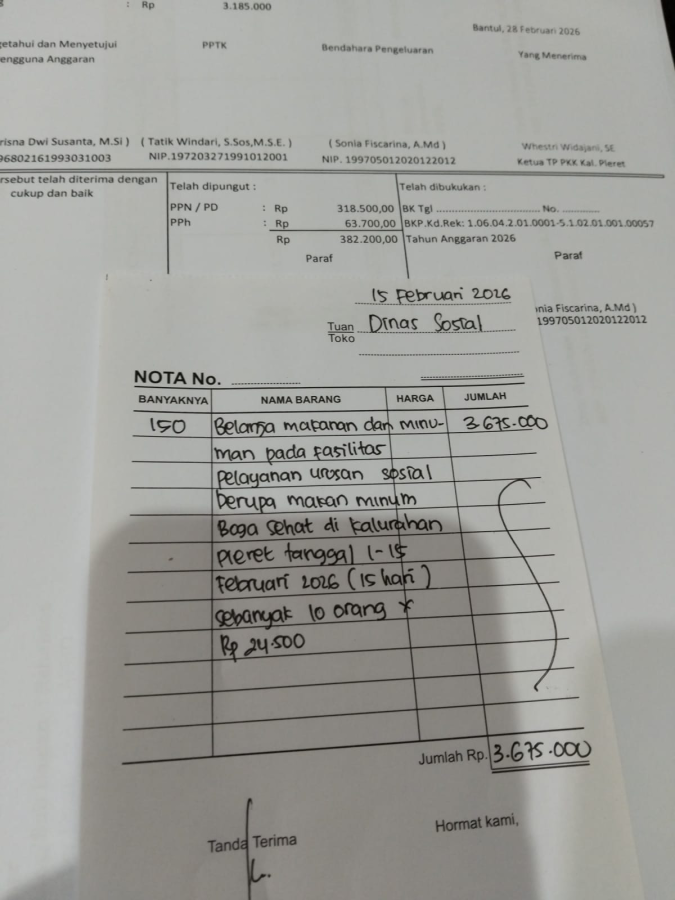 : Rp 3.185.000
Bantul, 28 Februari 2026
getahui dan Menyetujui PPTK Bendahara Pengeluaran Yang Menerima
engguna Anggaran
risna Dwi Susanta, M.Si ) ( Tatik Windari, S.Sos,M.S.E. ) ( Sonia Fiscarina, A.Md ) Whestri Widajani, SE
96802161993031003 NIP.197203271991012001 NIP. 199705012020122012 Ketua TP PKK Kal. Pleret
rsebut telah diterima dengan Telah dipungut : Telah dibukukan :
cukup dan baik
PPN / PD : Rp 318.500,00 BK Tgl ........................ No. ............
PPh : Rp 63.700,00 BKP.Kd.Rek: 1.06.04.2.01.0001-5.1.02.01.001.00057
Rp 382.200,00 Tahun Anggaran 2026
Paraf Paraf
nia Fiscarina, A.Md )
199705012020122012
15 Februari 2026
Tuan Dinas Sosial
Toko
NOTA No.
BANYAKNYA NAMA BARANG HARGA JUMLAH
150 Belanja makanan dan minu- 3.675.000
man pada fasilitas
pelayanan urusan sosial
berupa makan minum
Boga Sehat di kalurahan
pleret tanggal 1-15
Februari 2026 (15 hari)
sebanyak 10 orang x
Rp 24.500
Jumlah Rp. 3.675.000
Tanda Terima Hormat kami,